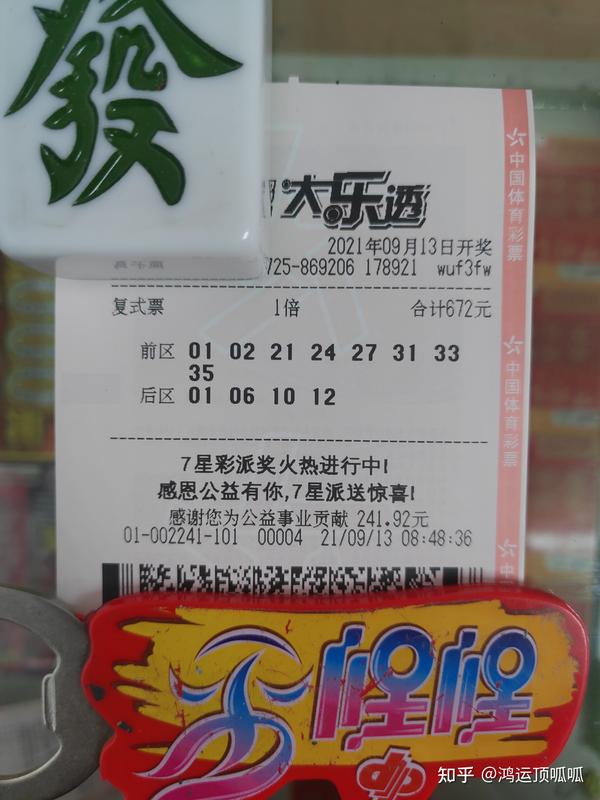 發
大乐透
2021年09月13日开奖
725-869206 178921 wuf3fw
复式票 1倍 合计672元
前区 01 02 21 24 27 31 33
35
后区 01 06 10 12
7星彩派奖火热进行中!
感恩公益有你,7星派送惊喜!
感谢您为公益事业贡献 241.92元
01-002241-101 00004 21/09/13 08:48:36
中国体育彩票
中国体育彩票
中
知乎 @鸿运顶呱呱